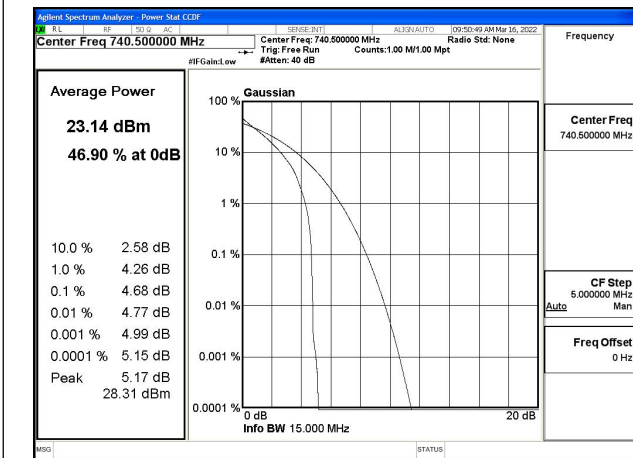 Agilent Spectrum Analyzer - Power Stat CCDF
RL RF 50 Ω AC SENSE:INT ALIGN AUTO 09:50:49 AM Mar 16, 2022
Center Freq 740.500000 MHz
Center Freq: 740.500000 MHz Radio Std: None
Trig: Free Run Counts:1.00 M/1.00 Mpt
#IFGain:Low #Atten: 40 dB
Frequency
Average Power
23.14 dBm
46.90 % at 0dB
10.0 % 2.58 dB
1.0 % 4.26 dB
0.1 % 4.68 dB
0.01 % 4.77 dB
0.001 % 4.99 dB
0.0001 % 5.15 dB
Peak 5.17 dB
28.31 dBm
Gaussian
100 %
10 %
1 %
0.1 %
0.01 %
0.001 %
0.0001 %
0 dB 20 dB
Info BW 15.000 MHz
Center Freq
740.500000 MHz
CF Step
5.000000 MHz
Auto Man
Freq Offset
0 Hz
MSG STATUS